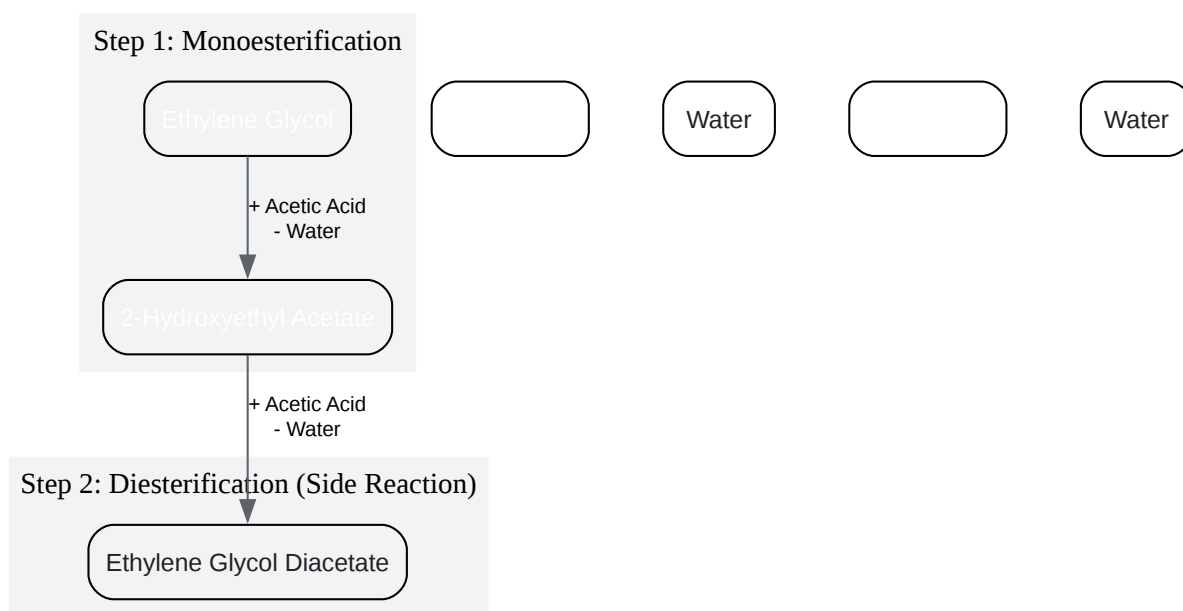 Step 1: Monoesterification
Ethylene Glycol
Water
Water
+ Acetic Acid
- Water
2-Hydroxyethyl Acetate
+ Acetic Acid
- Water
Step 2: Diesterification (Side Reaction)
Ethylene Glycol Diacetate